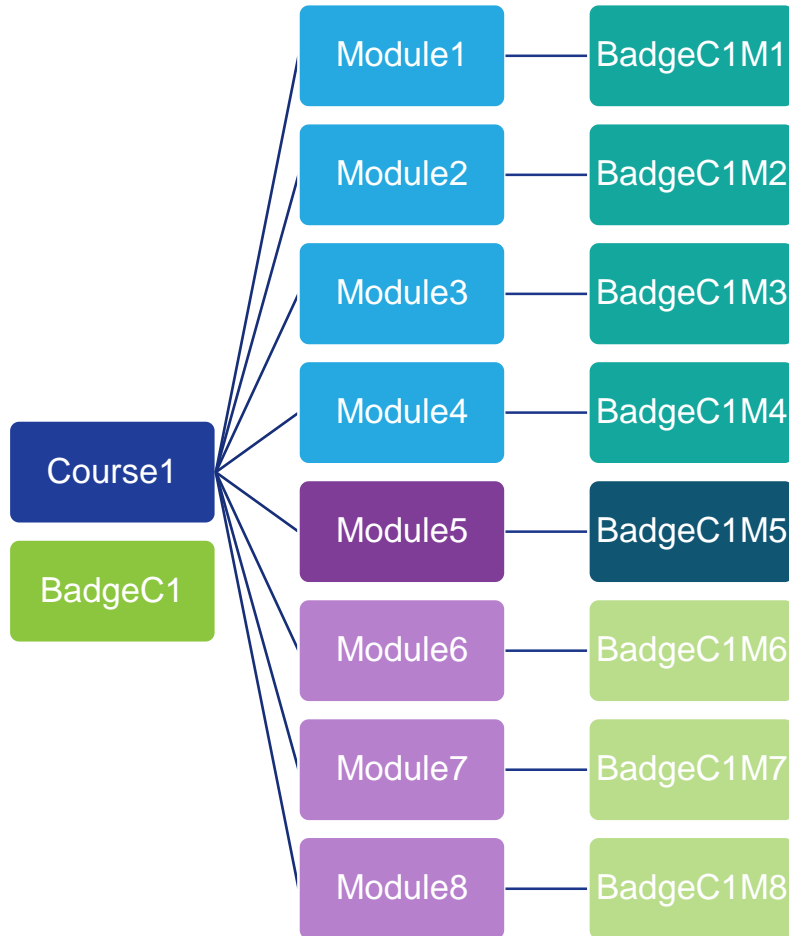 Module1
BadgeC1M1
Module2
BadgeC1M2
Module3
BadgeC1M3
Module4
BadgeC1M4
Course1
Module5
BadgeC1M5
BadgeC1
Module6
BadgeC1M6
Module7
BadgeC1M7
Module8
BadgeC1M8